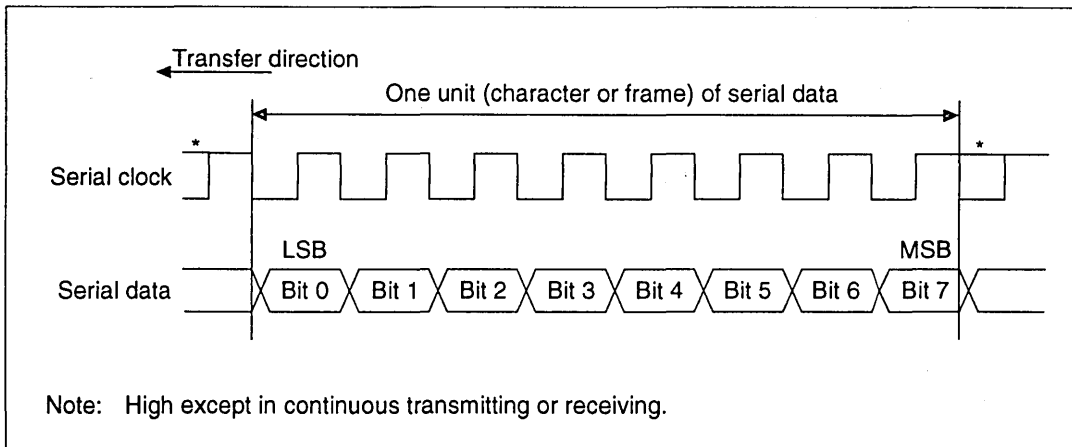 Transfer direction
One unit (character or frame) of serial data
* *
Serial clock
LSB MSB
Serial data Bit 0 Bit 1 Bit 2 Bit 3 Bit 4 Bit 5 Bit 6 Bit 7
Note: High except in continuous transmitting or receiving.